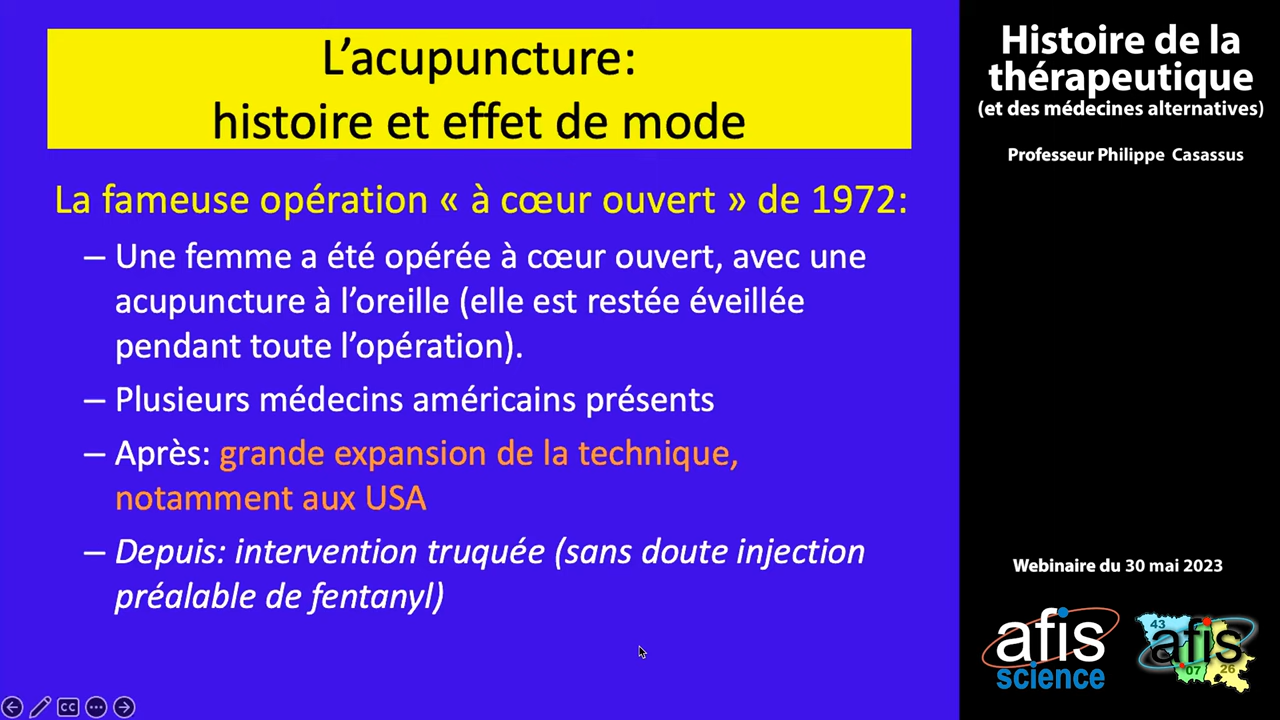 L’acupuncture:
histoire et effet de mode
La fameuse opération « à cœur ouvert » de 1972:
– Une femme a été opérée à cœur ouvert, avec une
acupuncture à l’oreille (elle est restée éveillée
pendant toute l’opération).
– Plusieurs médecins américains présents
– Après: grande expansion de la technique,
notamment aux USA
– Depuis: intervention truquée (sans doute injection
préalable de fentanyl)
Histoire de la
thérapeutique
(et des médecines alternatives)
Professeur Philippe Casassus
Webinaire du 30 mai 2023
afis
science
43
afis
07
26
CC